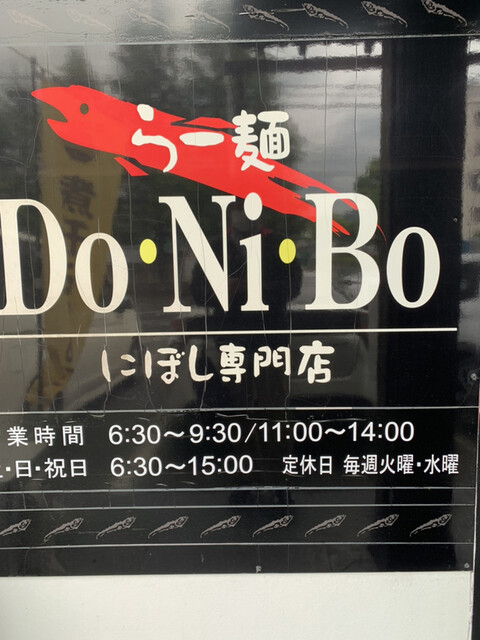 らー麺
Do・Ni・Bo
にぼし専門店
業時間 6:30～9:30/11:00～14:00
・日・祝日 6:30～15:00 定休日 毎週火曜・水曜